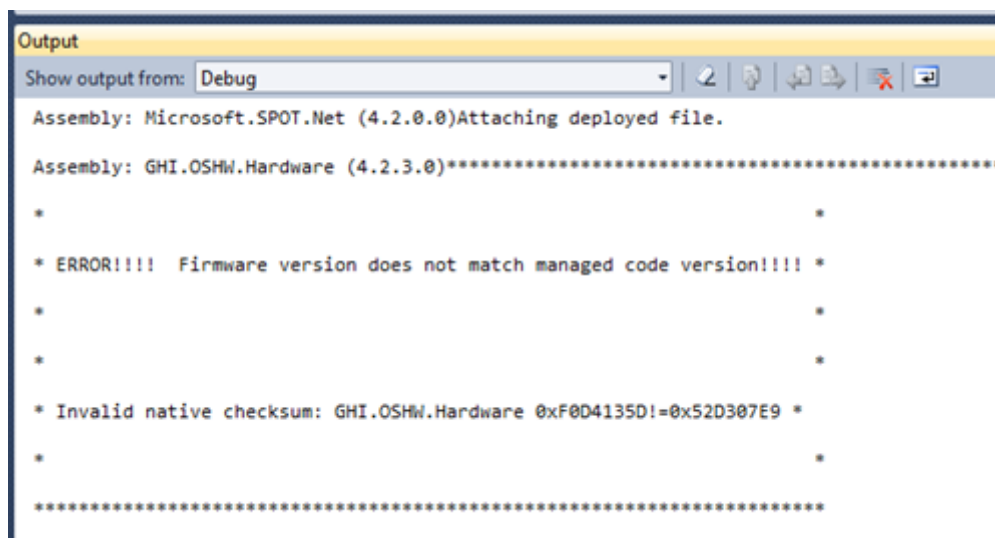 Output
Show output from: Debug
Assembly: Microsoft.SPOT.Net (4.2.0.0)Attaching deployed file.
Assembly: GHI.OSHW.Hardware (4.2.3.0)*************************************************
* *
* ERROR!!!! Firmware version does not match managed code version!!!! *
* *
* *
* Invalid native checksum: GHI.OSHW.Hardware 0xF0D4135D!=0x52D307E9 *
* *
***********************************************************************